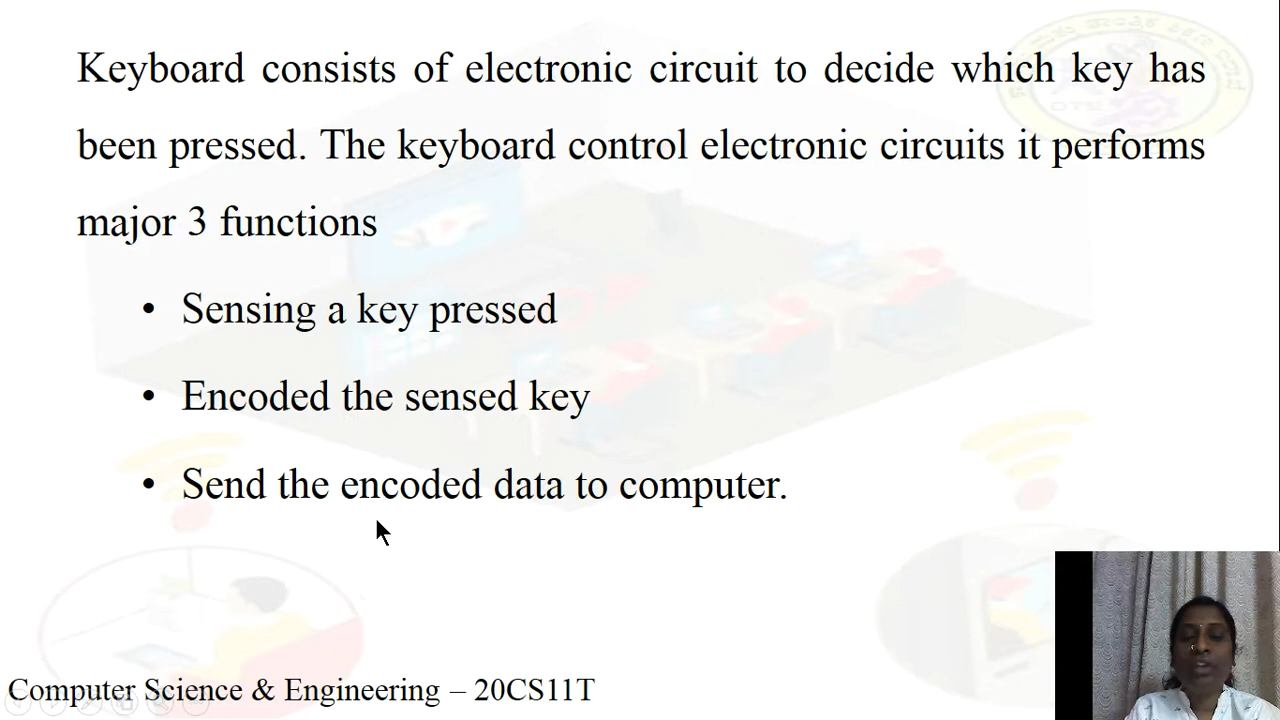 Keyboard consists of electronic circuit to decide which key has
been pressed. The keyboard control electronic circuits it performs
major 3 functions
• Sensing a key pressed
• Encoded the sensed key
• Send the encoded data to computer.
Computer Science & Engineering – 20CS11T